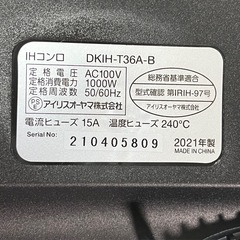 IHコンロ DKIH-T36A-B
定格電圧 AC100V
定格消費電力 1000W
定格周波数 50/60Hz
アイリスオーヤマ株式会社
総務省基準適合
型式確認 第IRIH-97号
アイリスオーヤマ㈱
電流ヒューズ 15A 温度ヒューズ 240℃
Serial No:
210405809
2021年製
MADE IN CHINA